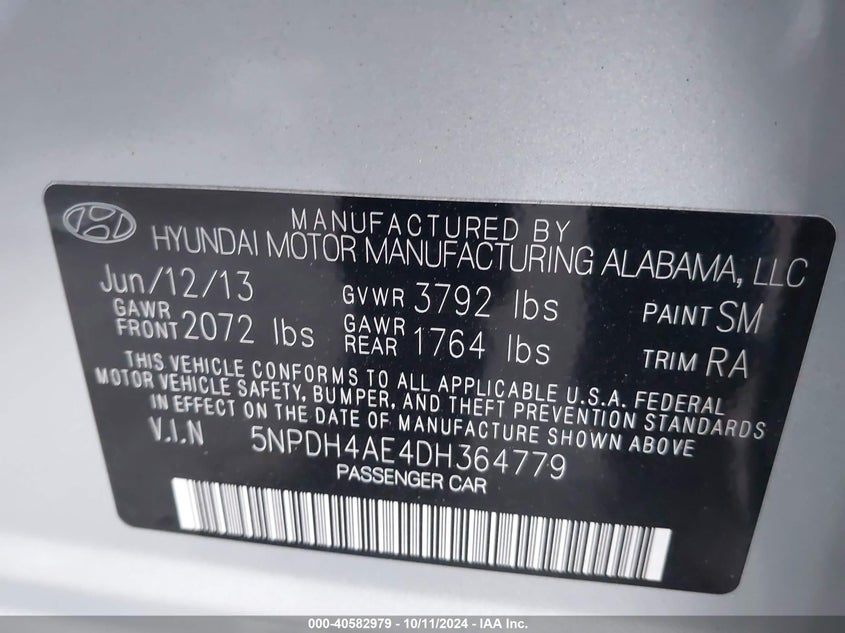 MANUFACTURED BY
HYUNDAI MOTOR MANUFACTURING ALABAMA, LLC
Jun/12/13 GVWR 3792 lbs PAINT SM
GAWR FRONT 2072 lbs GAWR REAR 1764 lbs TRIM RA
THIS VEHICLE CONFORMS TO ALL APPLICABLE U.S.A. FEDERAL
MOTOR VEHICLE SAFETY, BUMPER, AND THEFT PREVENTION STANDARDS
IN EFFECT ON THE DATE OF MANUFACTURE SHOWN ABOVE
V.I.N 5NPDH4AE4DH364779
PASSENGER CAR
000-40582979 - 10/11/2024 - IAA Inc.